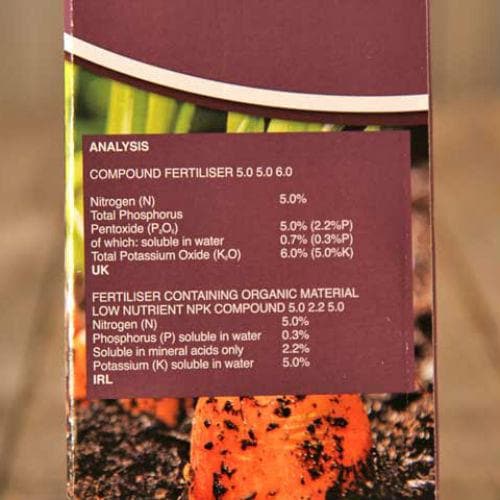 ANALYSIS
COMPOUND FERTILISER 5.0 5.0 6.0
Nitrogen (N) 5.0%
Total Phosphorus
Pentoxide (P₂O₅) 5.0% (2.2%P)
of which: soluble in water 0.7% (0.3%P)
Total Potassium Oxide (K₂O) 6.0% (5.0%K)
UK
FERTILISER CONTAINING ORGANIC MATERIAL
LOW NUTRIENT NPK COMPOUND 5.0 2.2 5.0
Nitrogen (N) 5.0%
Phosphorus (P) soluble in water 0.3%
Soluble in mineral acids only 2.2%
Potassium (K) soluble in water 5.0%
IRL